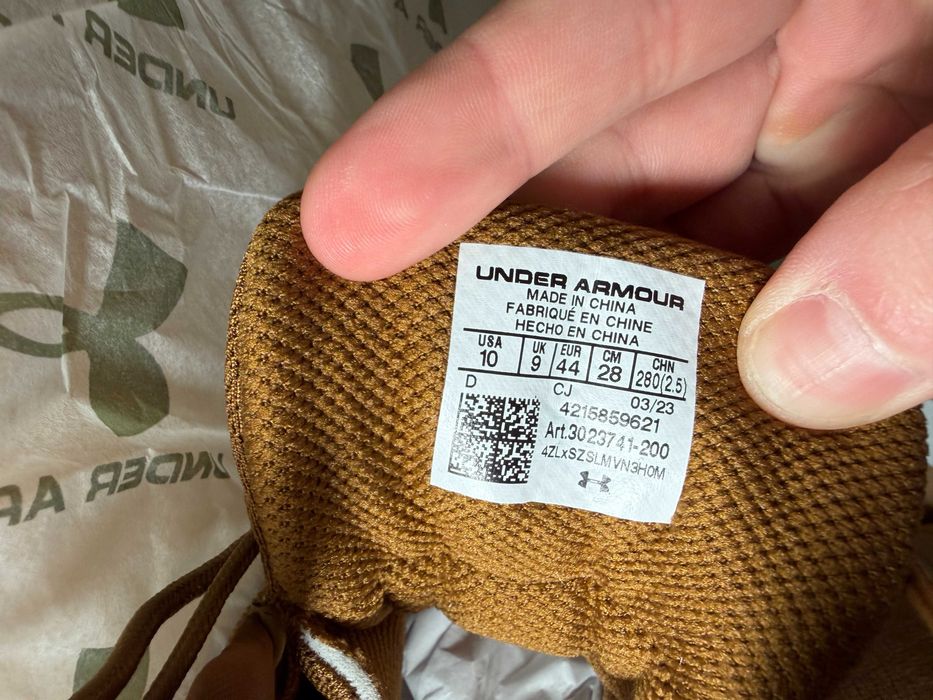 UNDER
UNDER ARMOUR
MADE IN CHINA
FABRIQUÉ EN CHINE
HECHO EN CHINA
USA UK EUR CM CHN
10 9 44 28 280(2.5)
D CJ 03/23
4215859621
Art.3023741-200
4ZLxSZSLMVN3H0M
UNDER AR